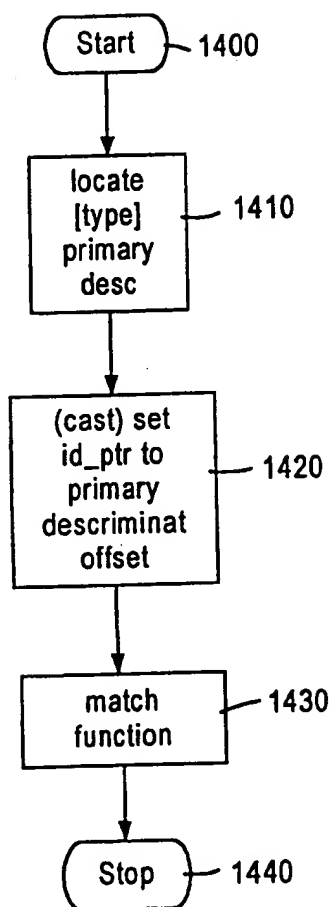 Start 1400
locate
[type] 1410
primary
desc
(cast) set
id_ptr to 1420
primary
descriminat
offset
match 1430
function
Stop 1440